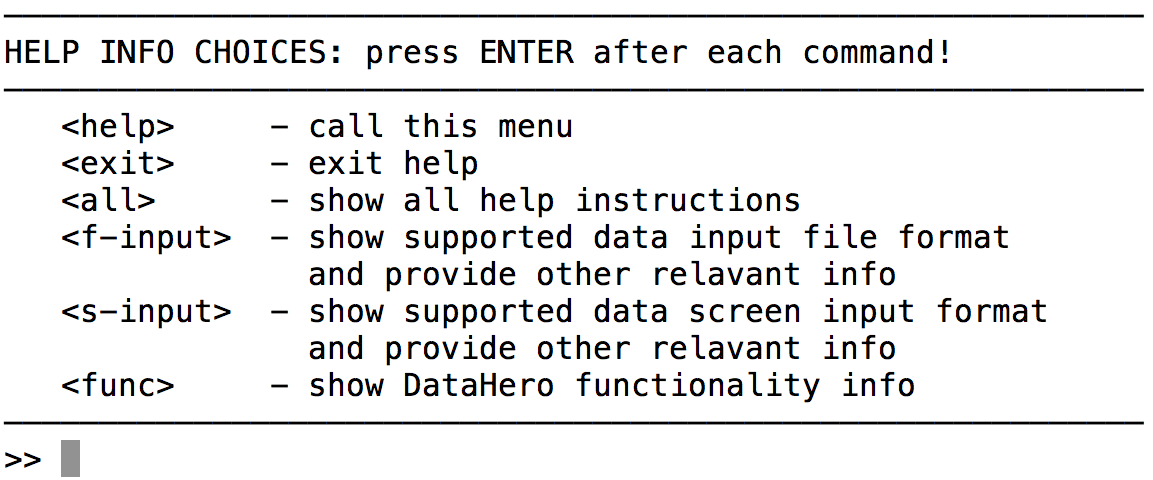 HELP INFO CHOICES: press ENTER after each command!
<help>     - call this menu
<exit>     - exit help
<all>      - show all help instructions
<f-input>  - show supported data input file format
             and provide other relavant info
<s-input>  - show supported data screen input format
             and provide other relavant info
<func>     - show DataHero functionality info
>>